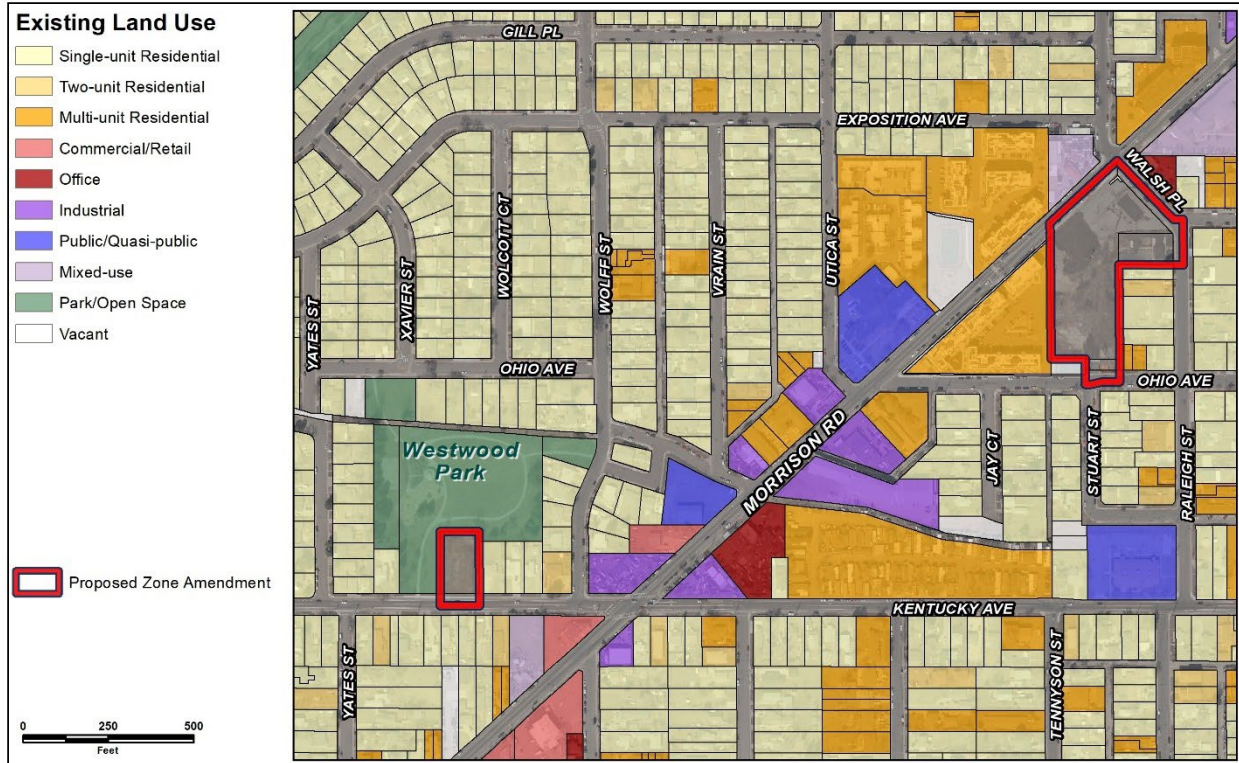 Existing Land Use
Single-unit Residential
Two-unit Residential
Multi-unit Residential
Commercial/Retail
Office
Industrial
Public/Quasi-public
Mixed-use
Park/Open Space
Vacant
Proposed Zone Amendment
0 250 500
Feet
GILL PL
EXPOSITION AVE
WALSH PL
YATES ST
XAVIER ST
WOLCOTT CT
WOLFF ST
VRAIN ST
UTICA ST
OHIO AVE
OHIO AVE
Westwood
Park
MORRISON RD
JAY CT
STUART ST
RALEIGH ST
KENTUCKY AVE
YATES ST
TENNYSON ST